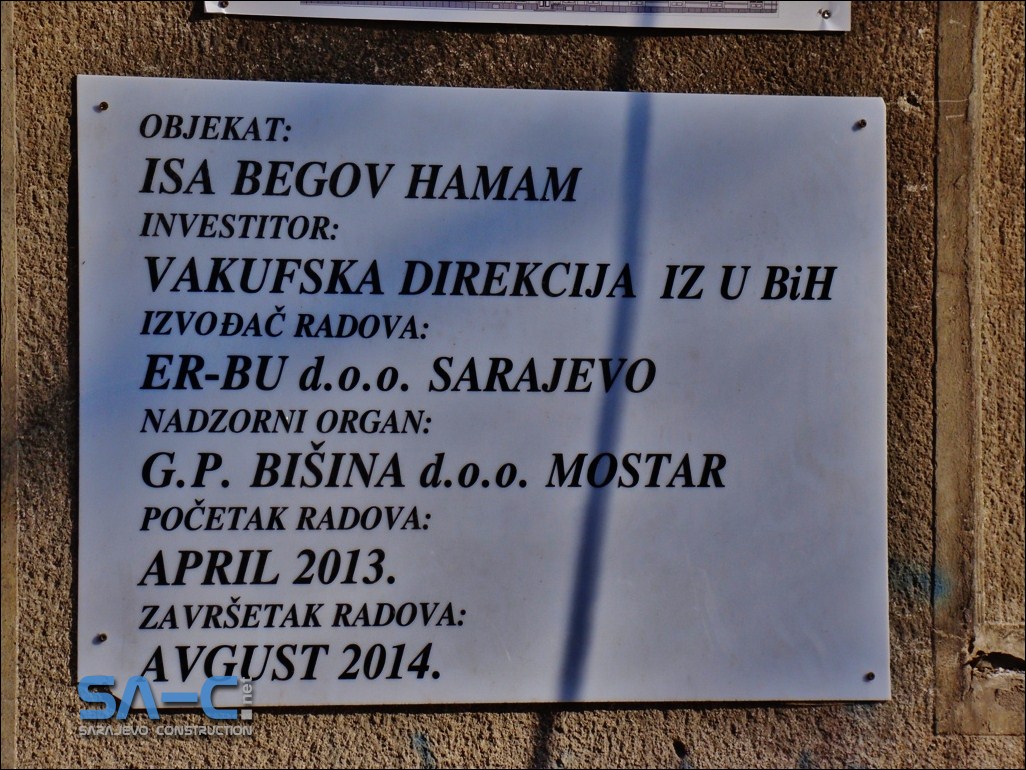 OBJEKAT:
ISA BEGOV HAMAM
INVESTITOR:
VAKUFSKA DIREKCIJA IZ U BiH
IZVOĐAČ RADOVA:
ER-BU d.o.o. SARAJEVO
NADZORNI ORGAN:
G.P. BIŠINA d.o.o. MOSTAR
POČETAK RADOVA:
APRIL 2013.
ZAVRŠETAK RADOVA:
AVGUST 2014.
SA-C.net
SARAJEVO CONSTRUCTION